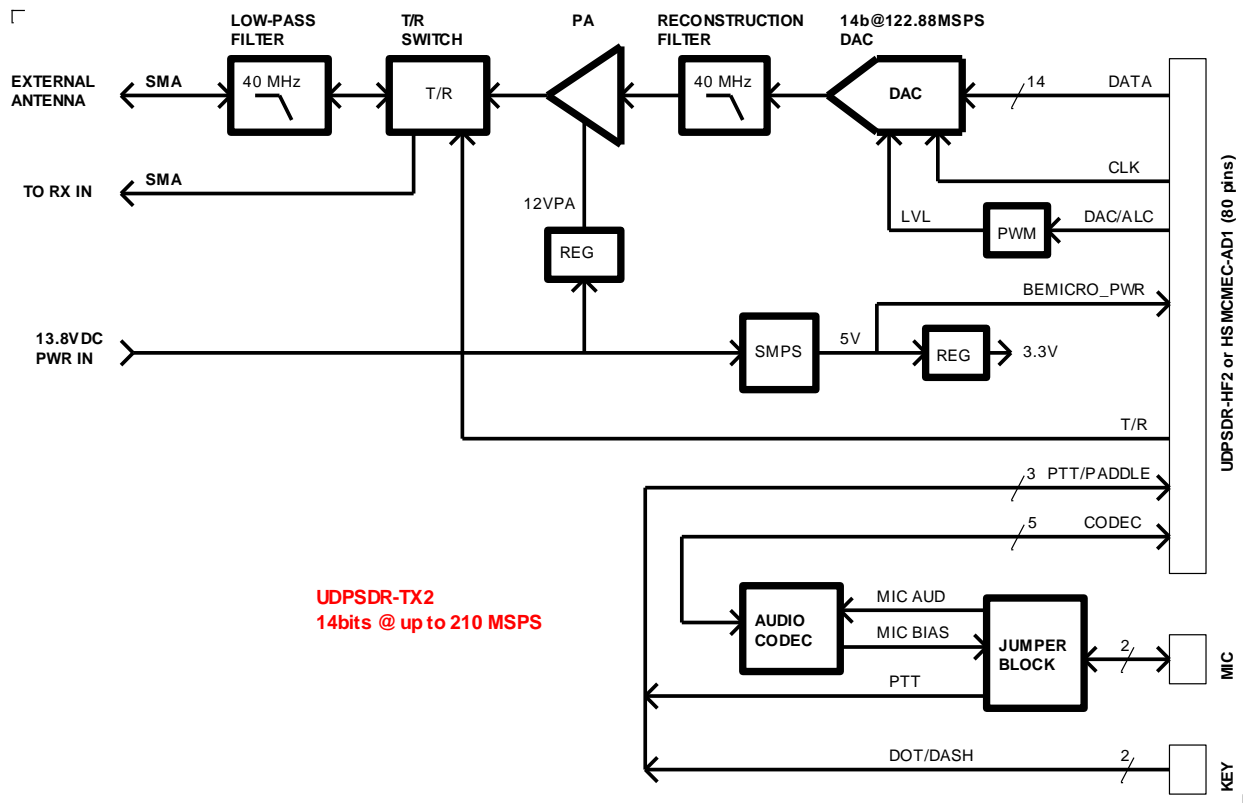 LOW-PASS
FILTER
T/R
SWITCH
PA
RECONSTRUCTION
FILTER
14b@122.88MSPS
DAC
EXTERNAL
ANTENNA
SMA
40 MHz
T/R
40 MHz
DAC
14
DATA
TO RX IN
SMA
CLK
12VPA
LVL
PWM
DAC/ALC
REG
BEMICRO_PWR
13.8VDC
PWR IN
SMPS
5V
REG
3.3V
T/R
UDPSDR-HF2 or HSMCMEC-AD1 (80 pins)
3
PTT/PADDLE
5
CODEC
UDPSDR-TX2
14bits @ up to 210 MSPS
AUDIO
CODEC
MIC AUD
MIC BIAS
JUMPER
BLOCK
2
MIC
PTT
DOT/DASH
2
KEY